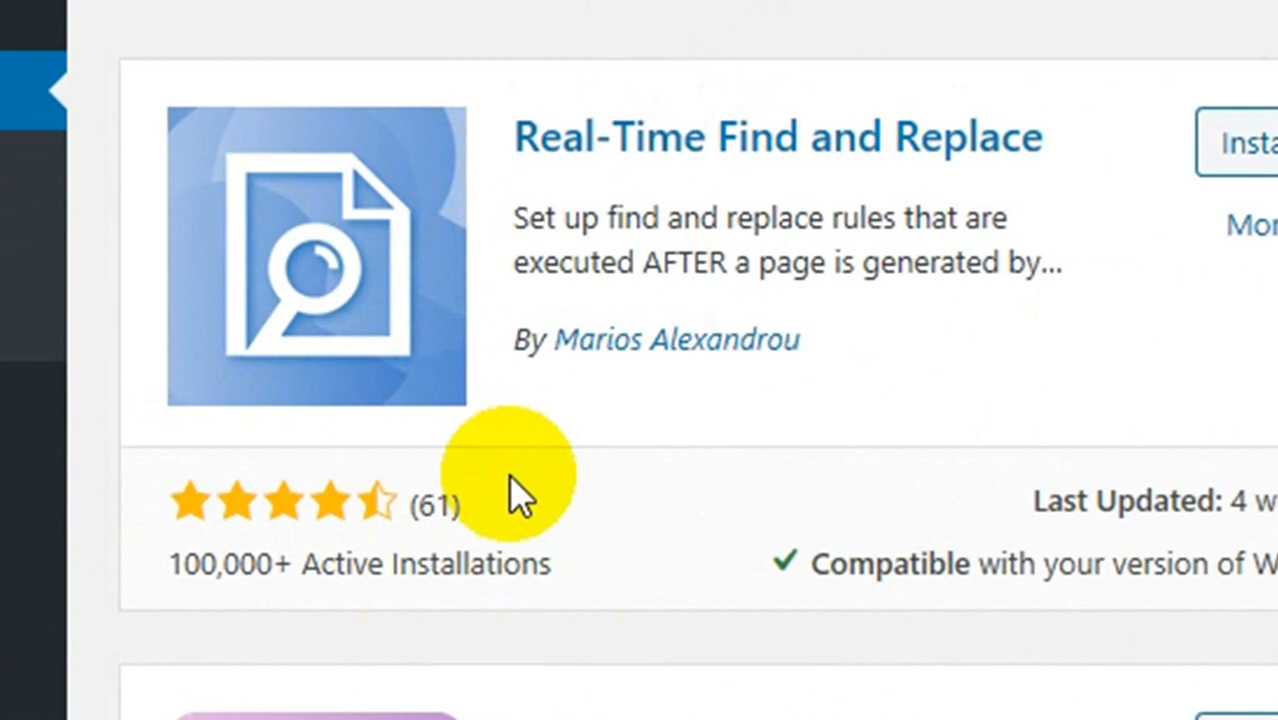 Real-Time Find and Replace
Set up find and replace rules that are
executed AFTER a page is generated by...
By Marios Alexandrou
(61)
100,000+ Active Installations
Last Updated: 4
Compatible with your version of